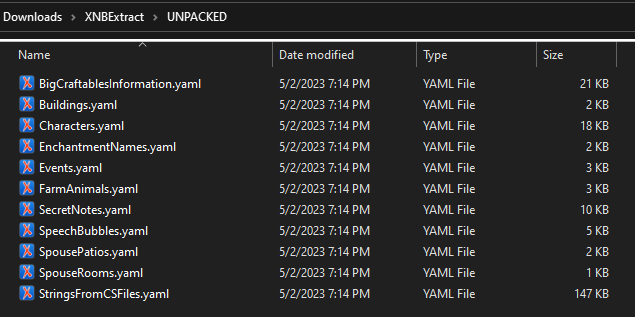 Downloads > XNBExtract > UNPACKED
Name Date modified Type Size
BigCraftablesInformation.yaml 5/2/2023 7:14 PM YAML File 21 KB
Buildings.yaml 5/2/2023 7:14 PM YAML File 2 KB
Characters.yaml 5/2/2023 7:14 PM YAML File 18 KB
EnchantmentNames.yaml 5/2/2023 7:14 PM YAML File 2 KB
Events.yaml 5/2/2023 7:14 PM YAML File 3 KB
FarmAnimals.yaml 5/2/2023 7:14 PM YAML File 3 KB
SecretNotes.yaml 5/2/2023 7:14 PM YAML File 10 KB
SpeechBubbles.yaml 5/2/2023 7:14 PM YAML File 5 KB
SpousePatios.yaml 5/2/2023 7:14 PM YAML File 2 KB
SpouseRooms.yaml 5/2/2023 7:14 PM YAML File 1 KB
StringsFromCSFiles.yaml 5/2/2023 7:14 PM YAML File 147 KB